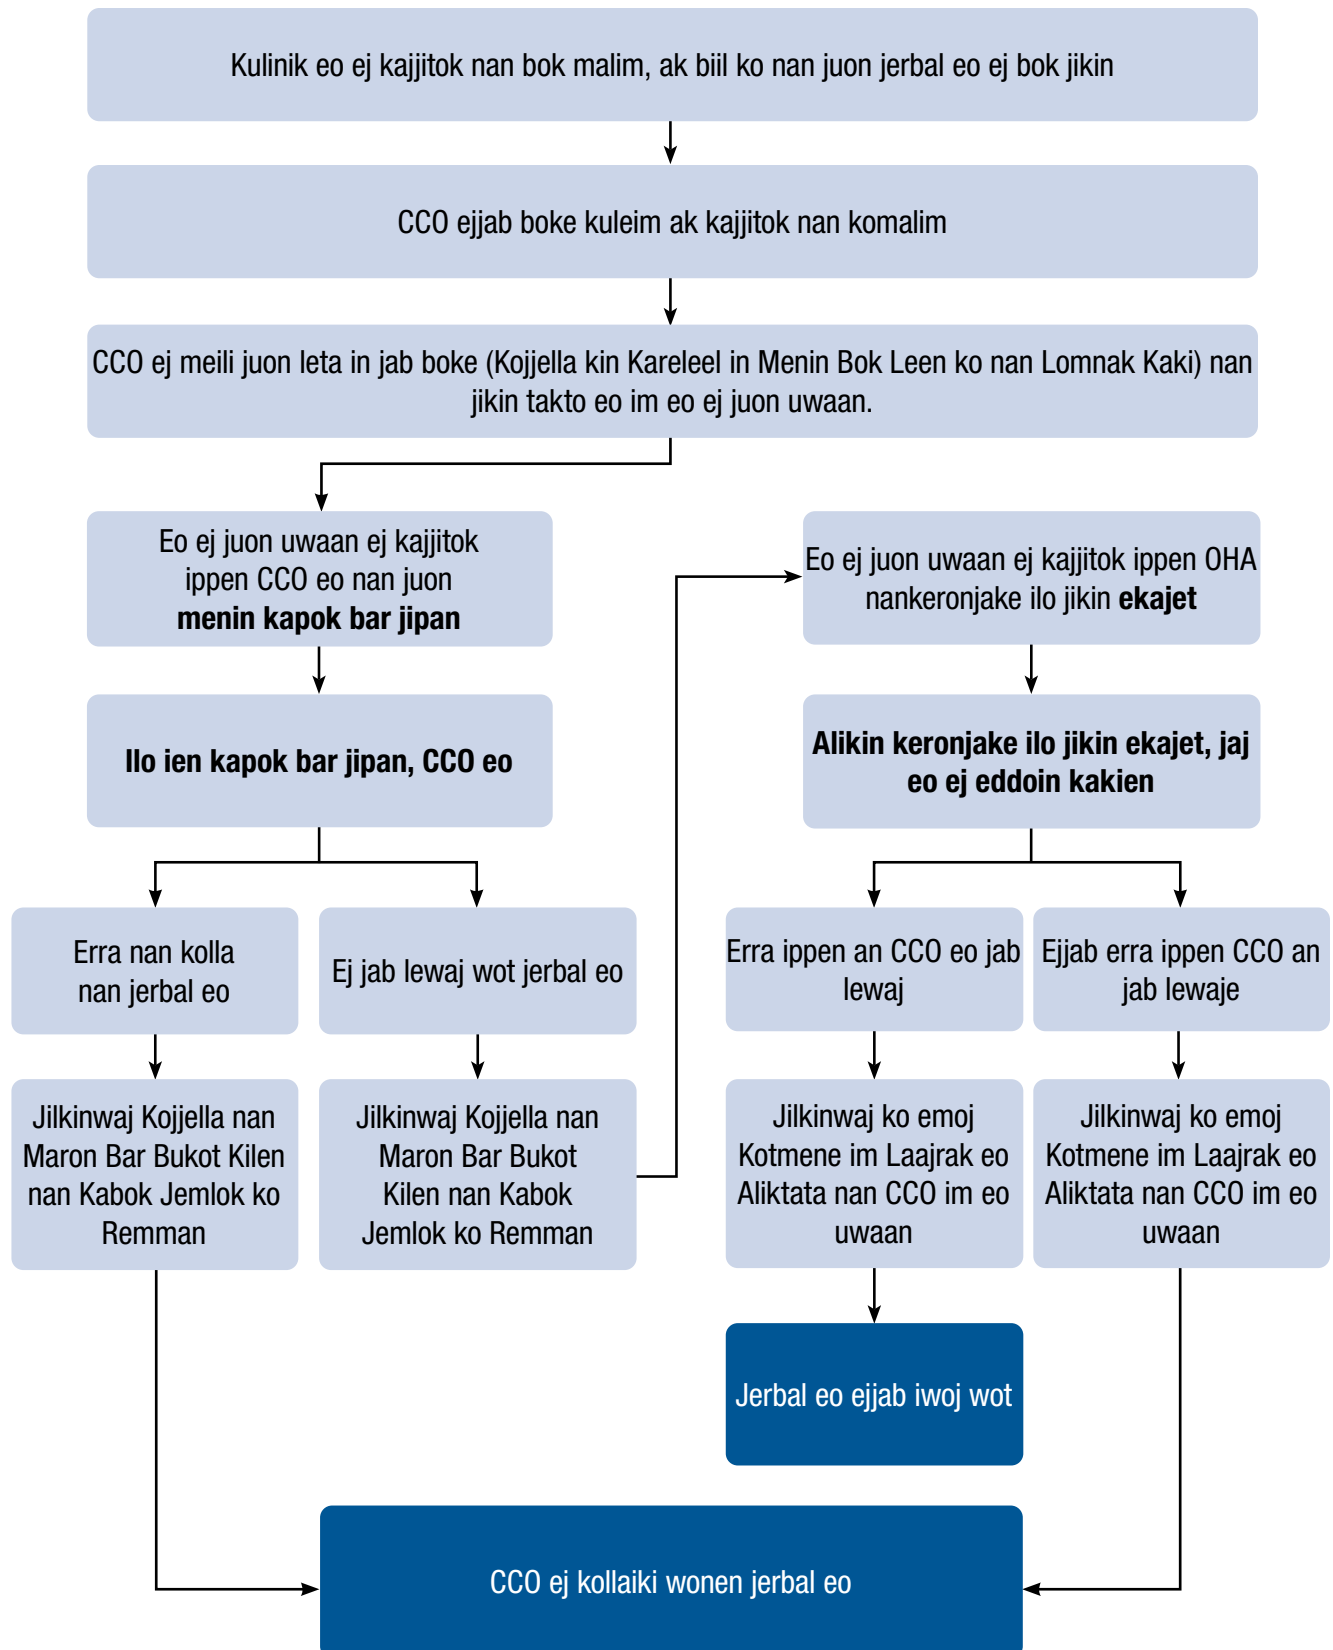 Kulinik eo ej kajjitok nan bok malim, ak biil ko nan juon jerbal eo ej bok jikin
CCO ejjab boke kuleim ak kajjitok nan komalim
CCO ej meili juon leta in jab boke (Kojjella kin Kareleel in Menin Bok Leen ko nan Lomnak Kaki) nan
jikin takto eo im eo ej juon uwaan.
Eo ej juon uwaan ej kajjitok
ippen CCO eo nan juon
menin kapok bar jipan
Ilo ien kapok bar jipan, CCO eo
Erra nan kolla
nan jerbal eo
Ej jab lewaj wot jerbal eo
Jilkinwaj Kojjella nan
Maron Bar Bukot Kilen
nan Kabok Jemlok ko
Remman
Jilkinwaj Kojjella nan
Maron Bar Bukot
Kilen nan Kabok
Jemlok ko Remman
Eo ej juon uwaan ej kajjitok ippen OHA
nankeronjake ilo jikin ekajet
Alikin keronjake ilo jikin ekajet, jaj
eo ej eddoin kakien
Erra ippen an CCO eo jab
lewaj
Ejjab erra ippen CCO an
jab lewaje
Jilkinwaj ko emoj
Kotmene im Laajrak eo
Aliktata nan CCO im eo
uwaan
Jilkinwaj ko emoj
Kotmene im Laajrak eo
Aliktata nan CCO im eo
uwaan
Jerbal eo ejjab iwoj wot
CCO ej kollaiki wonen jerbal eo